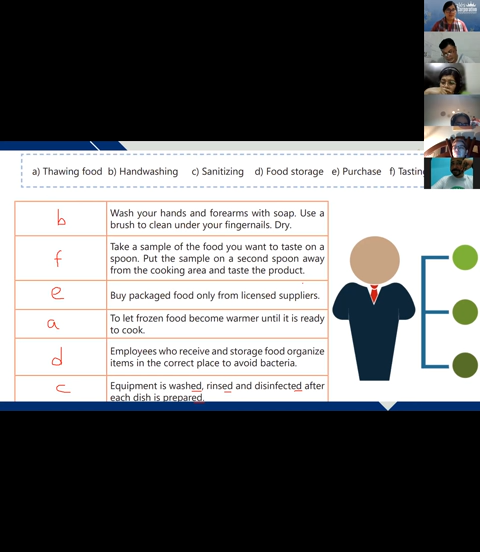 a) Thawing food b) Handwashing c) Sanitizing d) Food storage e) Purchase f) Tasting
b
Wash your hands and forearms with soap. Use a
brush to clean under your fingernails. Dry.
f
Take a sample of the food you want to taste on a
spoon. Put the sample on a second spoon away
from the cooking area and taste the product.
e
Buy packaged food only from licensed suppliers.
a
To let frozen food become warmer until it is ready
to cook.
d
Employees who receive and storage food organize
items in the correct place to avoid bacteria.
c
Equipment is washed, rinsed and disinfected after
each dish is prepared.